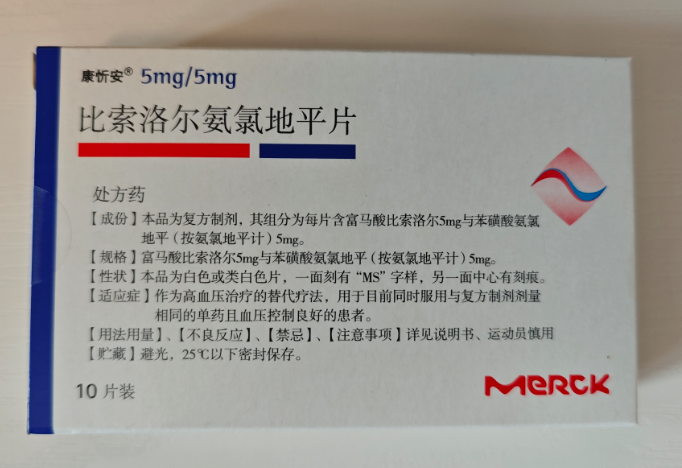 康忻安® 5mg/5mg
比索洛尔氨氯地平片
处方药
【成份】本品为复方制剂，其组分为每片含富马酸比索洛尔5mg与苯磺酸氨氯
地平（按氨氯地平计）5mg。
【规格】富马酸比索洛尔5mg与苯磺酸氨氯地平（按氨氯地平计）5mg。
【性状】本品为白色或类白色片，一面刻有“MS”字样，另一面中心有刻痕。
【适应症】作为高血压治疗的替代疗法，用于目前同时服用与复方制剂剂量
相同的单药且血压控制良好的患者。
【用法用量】、【不良反应】、【禁忌】、【注意事项】详见说明书、运动员慎用
【贮藏】避光，25℃以下密封保存。
10 片装
MERCK